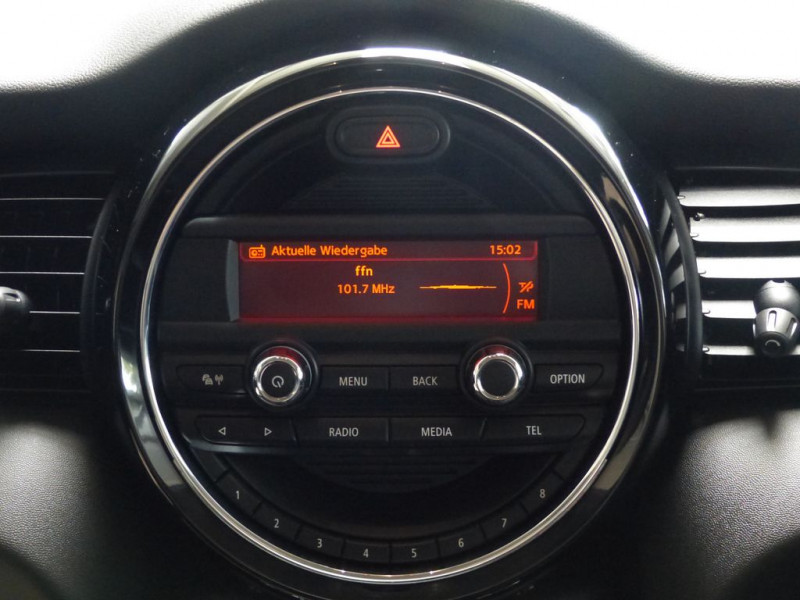 Aktuelle Wiedergabe 15:02
ffn
101.7 MHz
FM
MENU BACK OPTION
RADIO MEDIA TEL
1 2 3 4 5 6 7 8